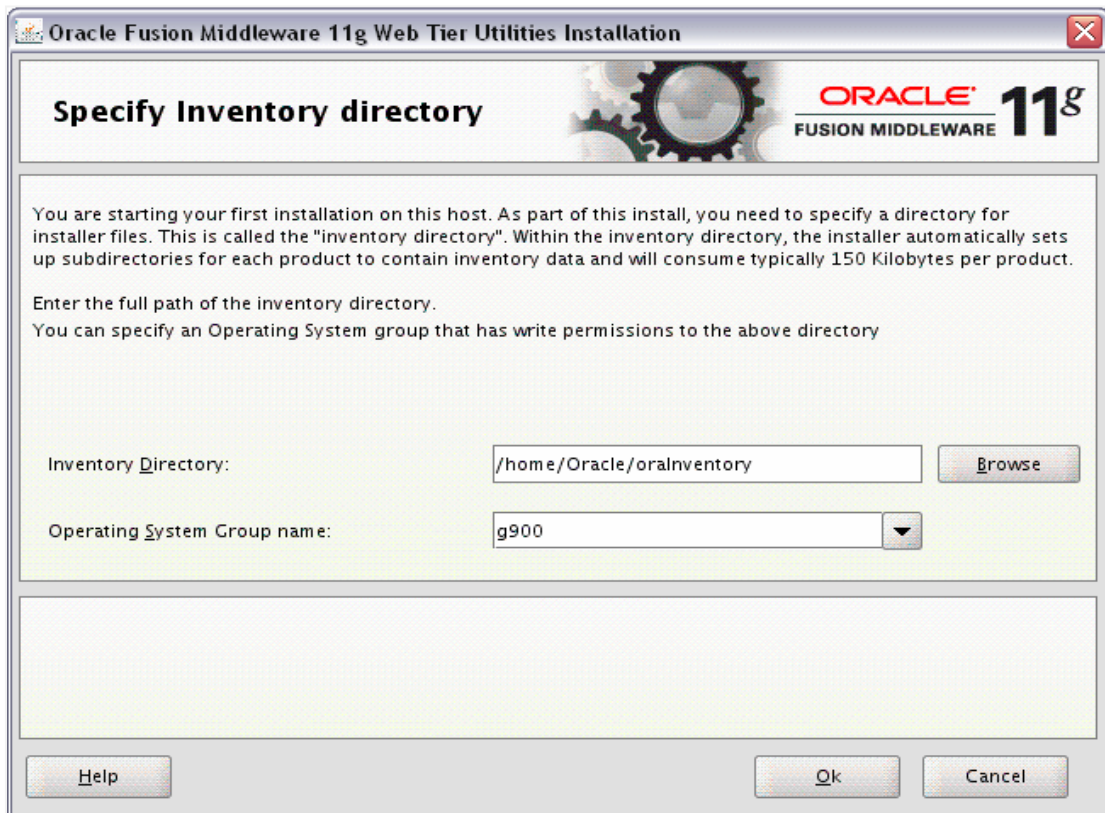 Oracle Fusion Middleware 11g Web Tier Utilities Installation
Specify Inventory directory
ORACLE
FUSION MIDDLEWARE
11g
You are starting your first installation on this host. As part of this install, you need to specify a directory for
installer files. This is called the "inventory directory". Within the inventory directory, the installer automatically sets
up subdirectories for each product to contain inventory data and will consume typically 150 Kilobytes per product.
Enter the full path of the inventory directory.
You can specify an Operating System group that has write permissions to the above directory
Inventory Directory:
/home/Oracle/oraInventory
Browse
Operating System Group name:
g900
Help
Ok
Cancel